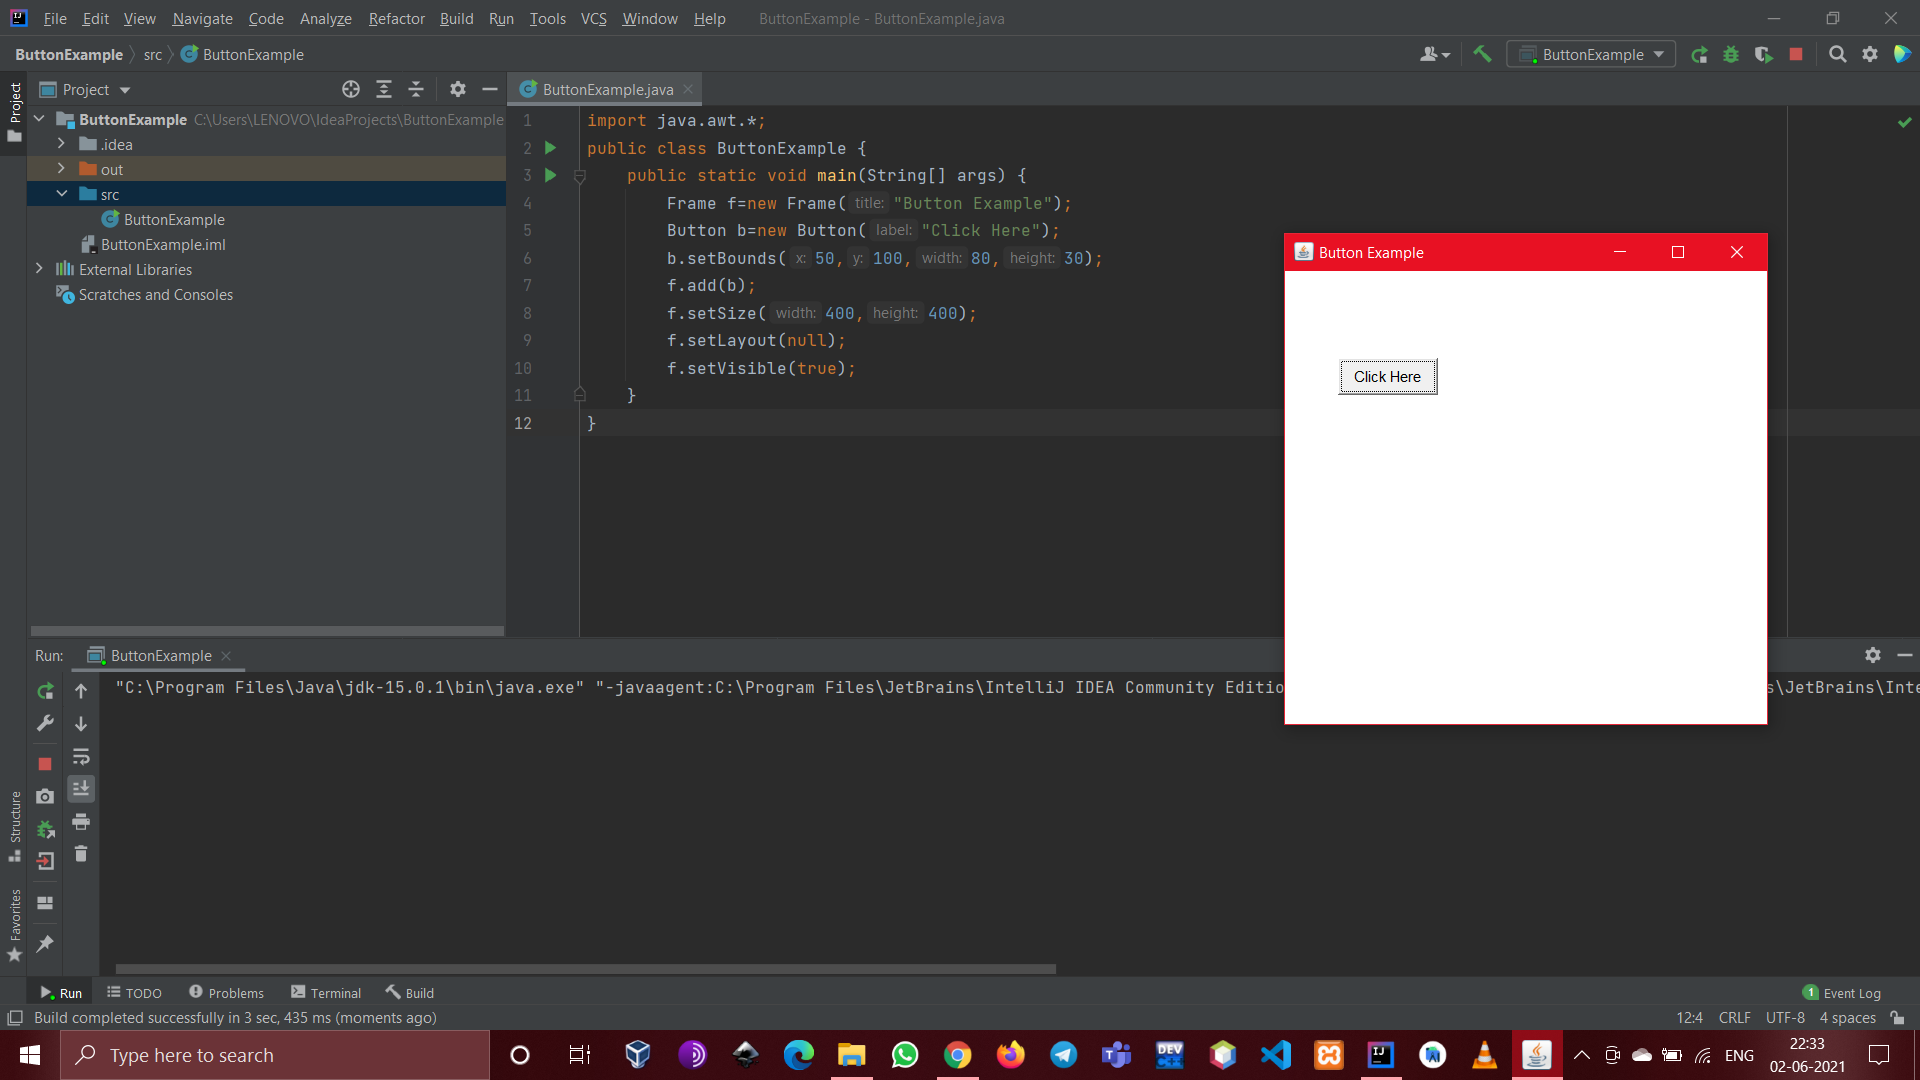 File Edit View Navigate Code Analyze Refactor Build Run Tools VCS Window Help ButtonExample - ButtonExample.java
ButtonExample src ButtonExample
ButtonExample
Project
Project
ButtonExample C:\Users\LENOVO\IdeaProjects\ButtonExample
.idea
out
src
ButtonExample
ButtonExample.iml
External Libraries
Scratches and Consoles
ButtonExample.java
1 import java.awt.*;
2 public class ButtonExample {
3 public static void main(String[] args) {
4 Frame f=new Frame( title: "Button Example");
5 Button b=new Button( label: "Click Here");
6 b.setBounds( x: 50, y: 100, width: 80, height: 30);
7 f.add(b);
8 f.setSize( width: 400, height: 400);
9 f.setLayout(null);
10 f.setVisible(true);
11 }
12 }
Button Example
Click Here
Run: ButtonExample
"C:\Program Files\Java\jdk-15.0.1\bin\java.exe" "-javaagent:C:\Program Files\JetBrains\IntelliJ IDEA Community Editio s\JetBrains\Inte
Structure
Favorites
Run TODO Problems Terminal Build
1 Event Log
Build completed successfully in 3 sec, 435 ms (moments ago)
12:4 CRLF UTF-8 4 spaces
Type here to search
DEV
C++
IJ
ENG
22:33
02-06-2021